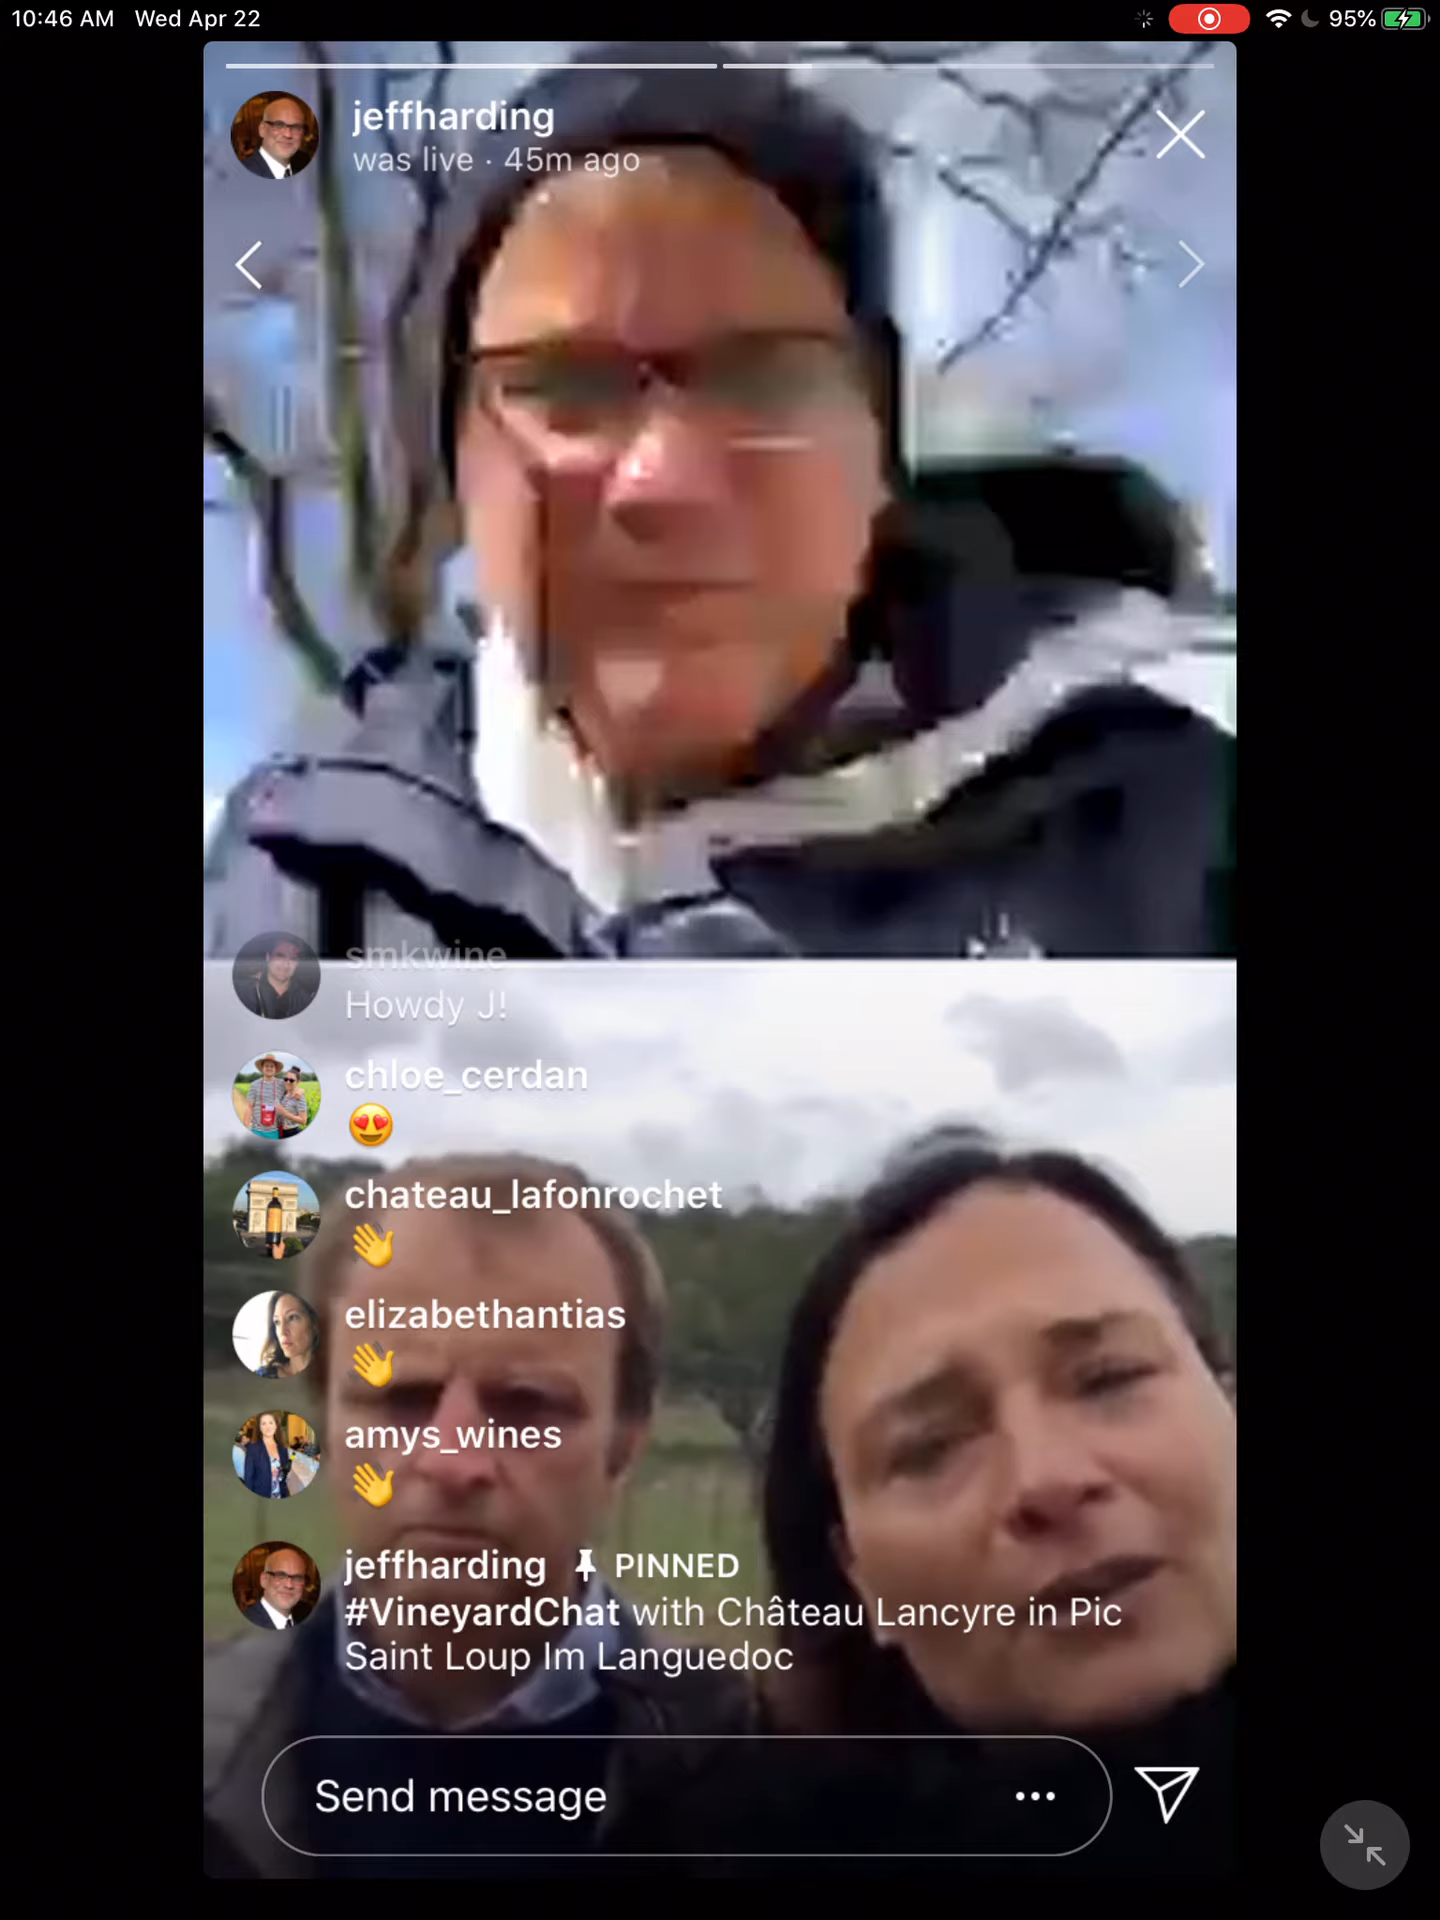 10:46 AM Wed Apr 22
95%
jeffharding
was live · 45m ago
smkwine
Howdy J!
chloe_cerdan
😍
chateau_lafonrochet
👋
elizabethantias
👋
amys_wines
👋
jeffharding PINNED
#VineyardChat with Château Lancyre in Pic
Saint Loup Im Languedoc
Send message